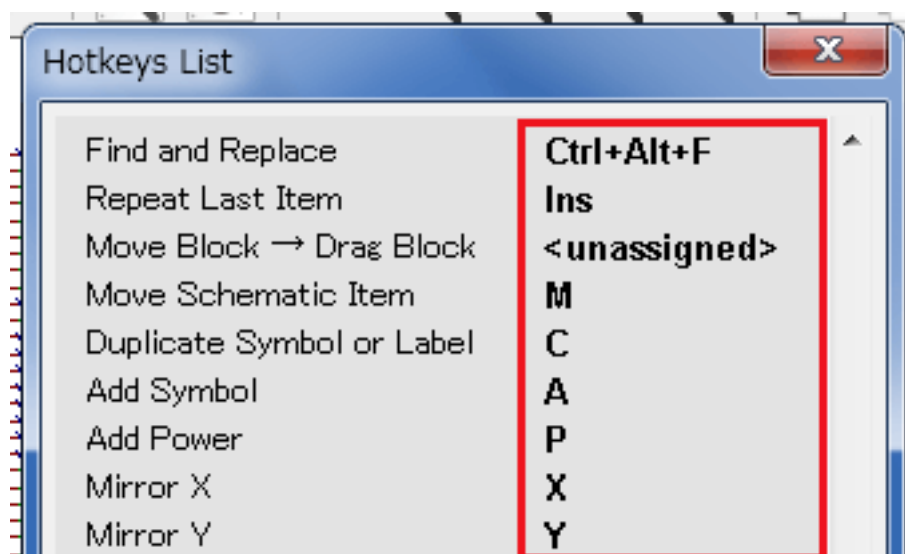 Hotkeys List
Find and Replace Ctrl+Alt+F
Repeat Last Item Ins
Move Block → Drag Block <unassigned>
Move Schematic Item M
Duplicate Symbol or Label C
Add Symbol A
Add Power P
Mirror X X
Mirror Y Y